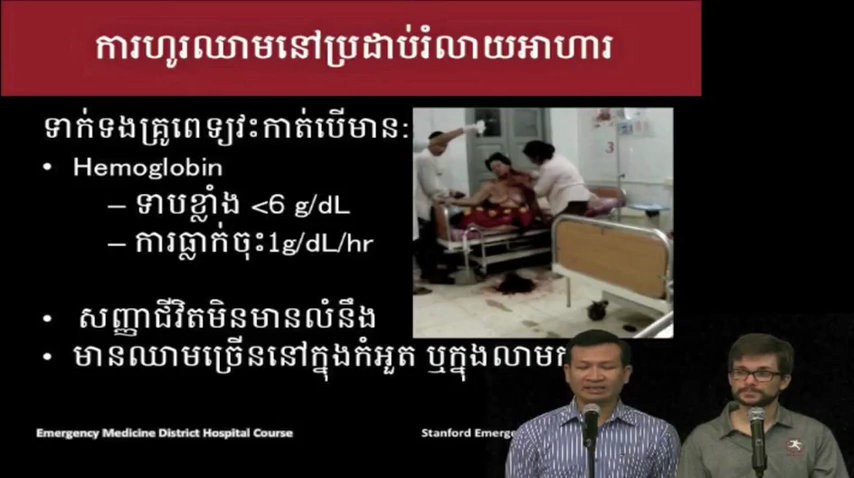 ការហូរឈាមនៅប្រដាប់រំលាយអាហារ
ទាក់ទងគ្រូពេទ្យវះកាត់បើមាន:
• Hemoglobin
– ទាបខ្លាំង <6 g/dL
– ការធ្លាក់ចុះ1g/dL/hr
• សញ្ញាជីវិតមិនមានលំនឹង
• មានឈាមច្រើននៅក្នុងកំអួត ឬក្នុង
Emergency Medicine District Hospital Course
Stanford